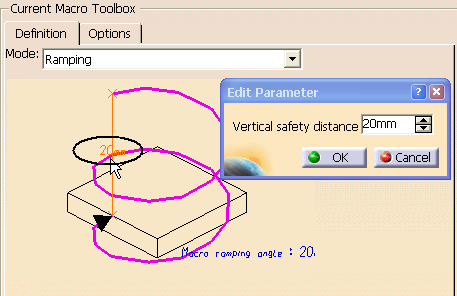 Current Macro Toolbox
Definition
Options
Mode:
Ramping
Edit Parameter
Vertical safety distance
20mm
OK
Cancel
20mm
Macro ramping angle : 20